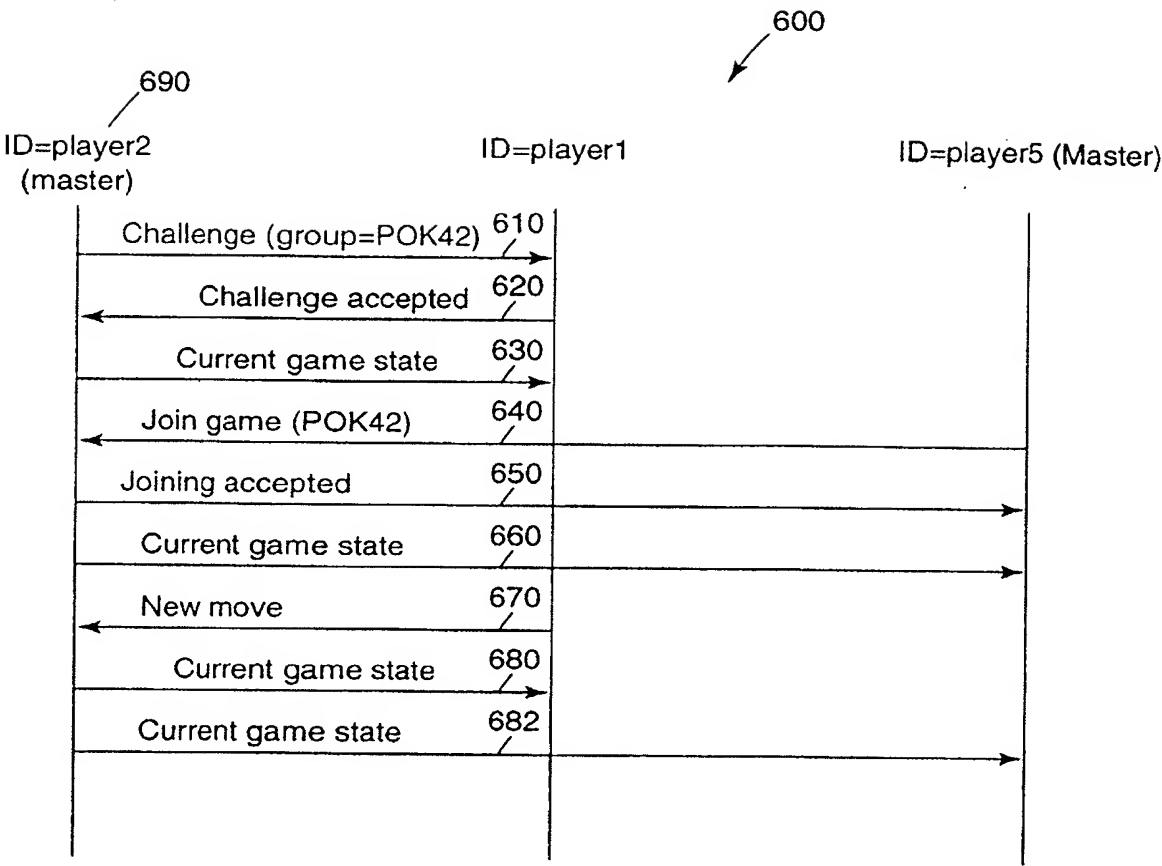 600
690
ID=player2
(master)
ID=player1
ID=player5 (Master)
Challenge (group=POK42) 610
Challenge accepted 620
Current game state 630
Join game (POK42) 640
Joining accepted 650
Current game state 660
New move 670
Current game state 680
Current game state 682